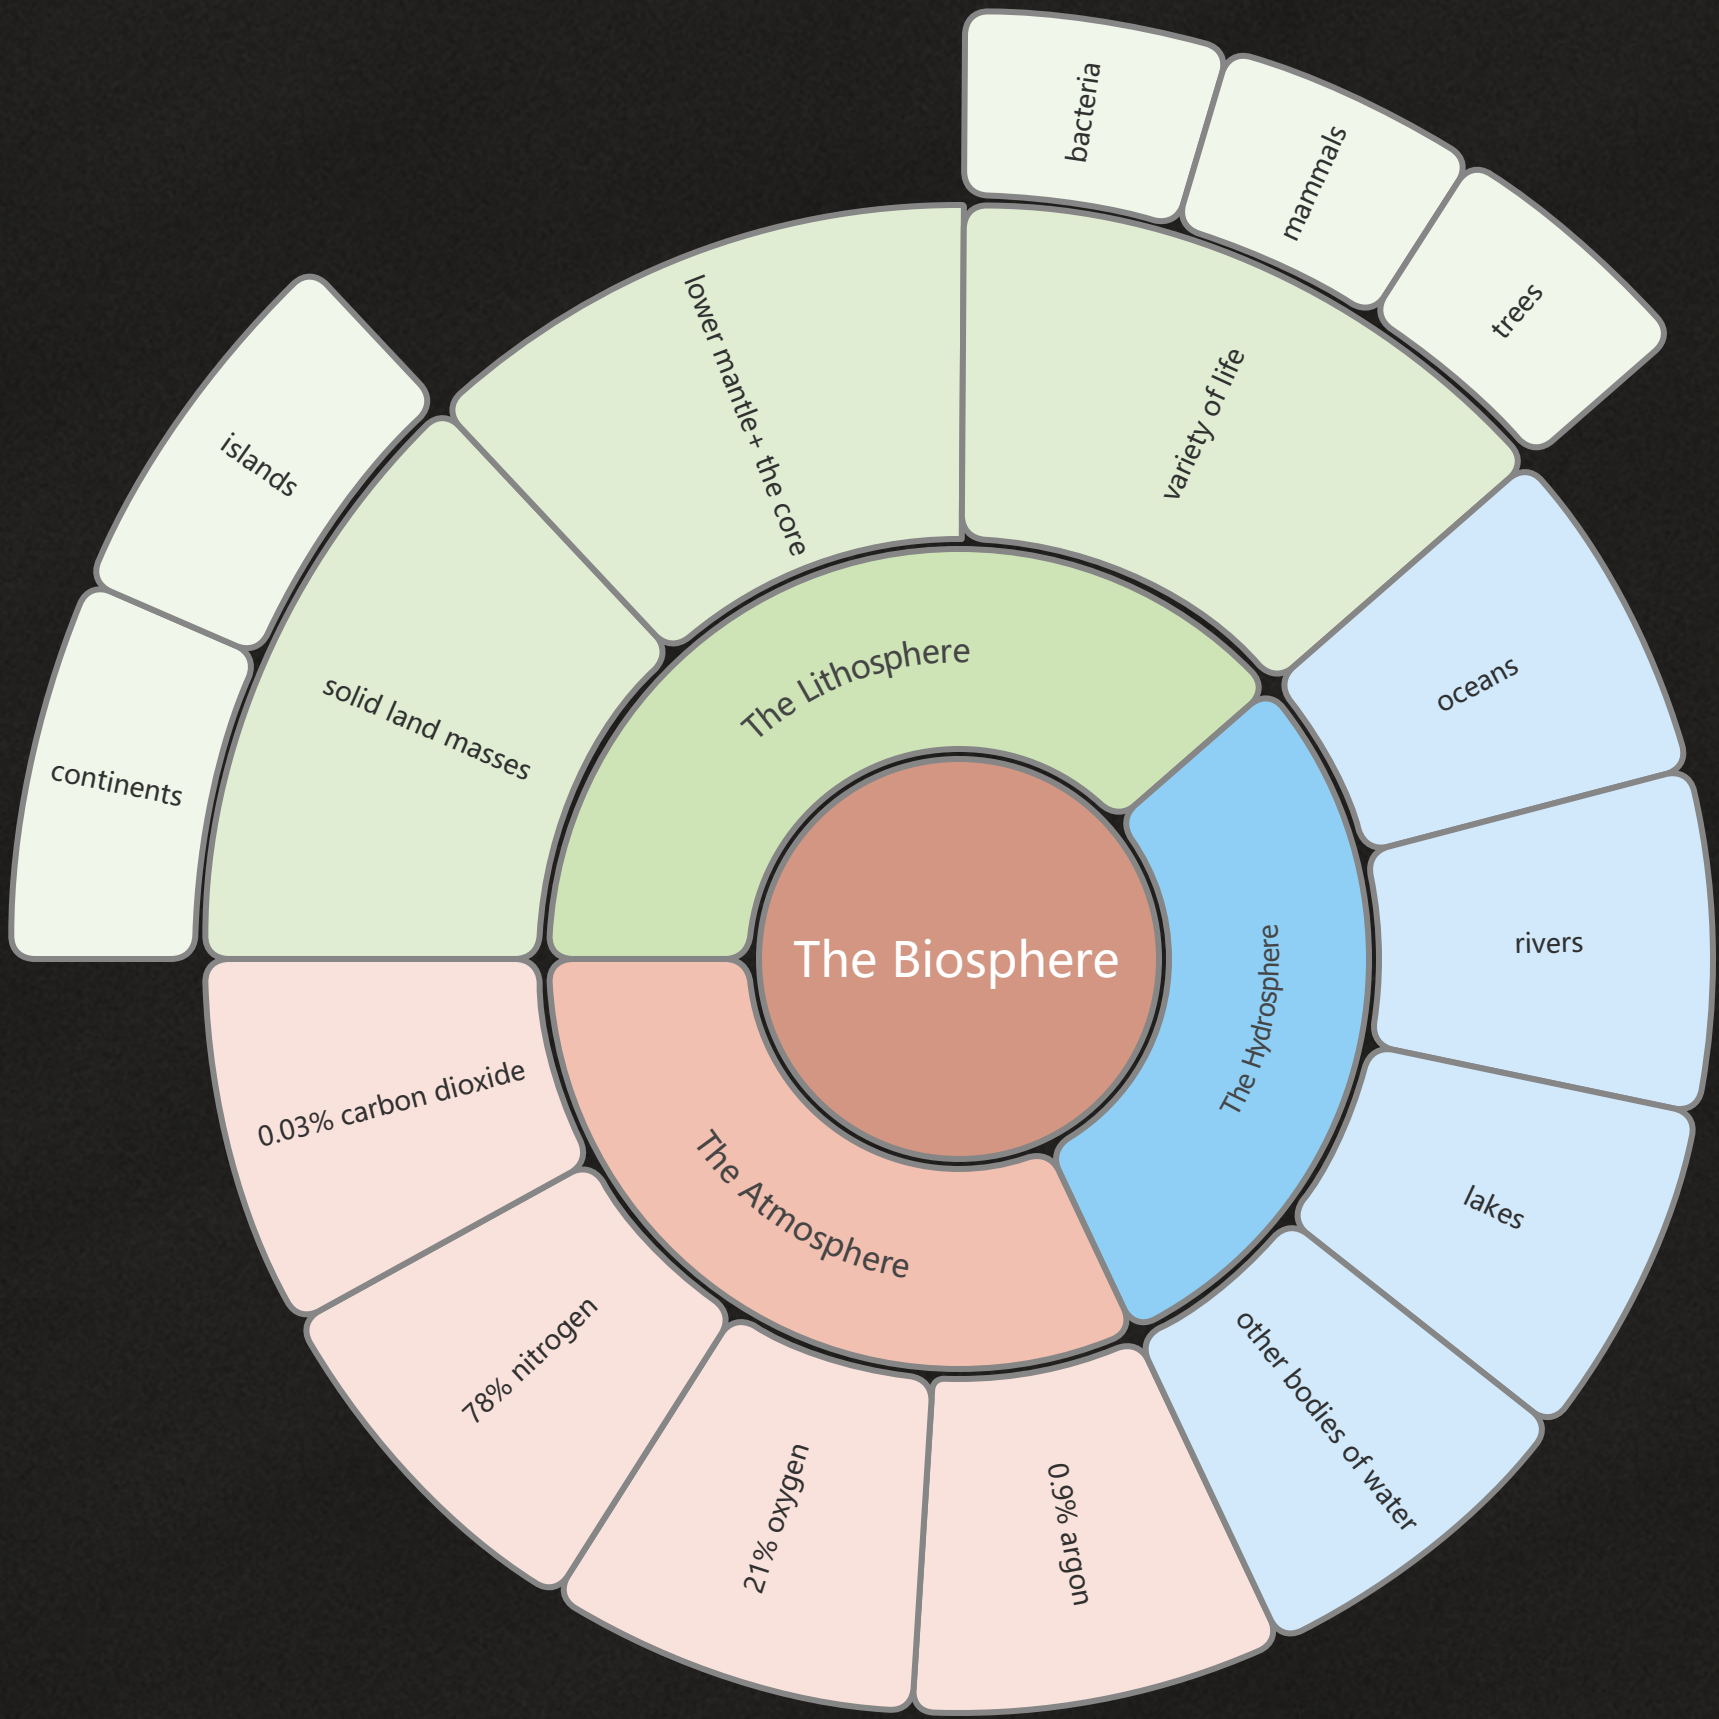 The Biosphere
The Lithosphere
solid land masses
continents
islands
lower mantle+ the core
variety of life
bacteria
mammals
trees
The Hydrosphere
oceans
rivers
lakes
other bodies of water
The Atmosphere
0.9% argon
21% oxygen
78% nitrogen
0.03% carbon dioxide